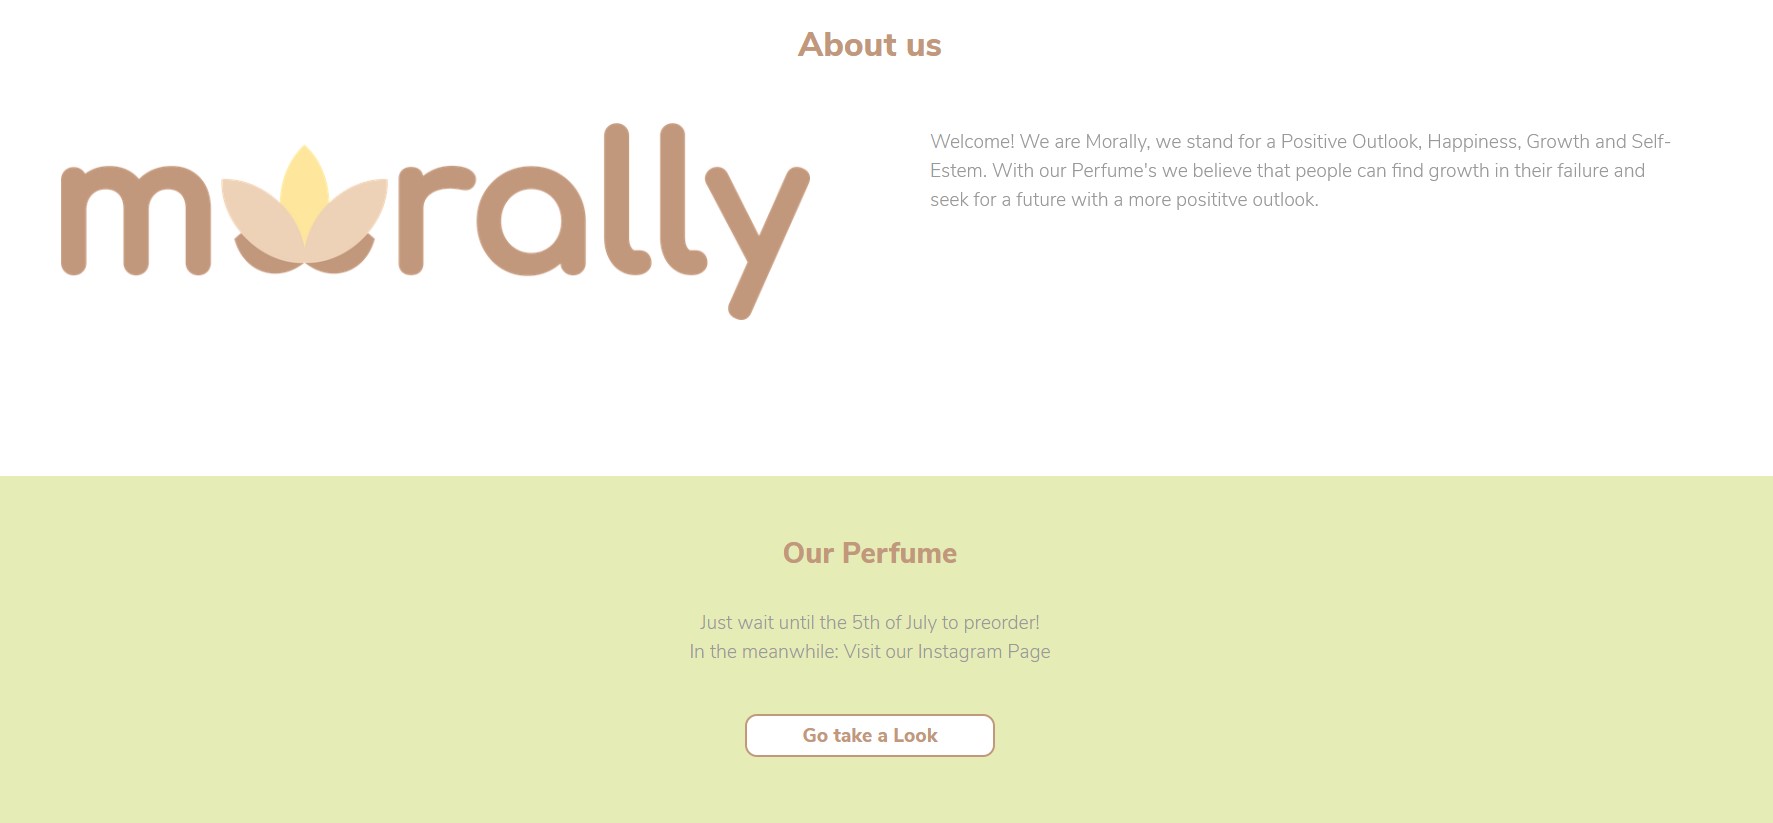 About us
morally
Welcome! We are Morally, we stand for a Positive Outlook, Happiness, Growth and Self-
Estem. With our Perfume's we believe that people can find growth in their failure and
seek for a future with a more posititve outlook.
Our Perfume
Just wait until the 5th of July to preorder!
In the meanwhile: Visit our Instagram Page
Go take a Look